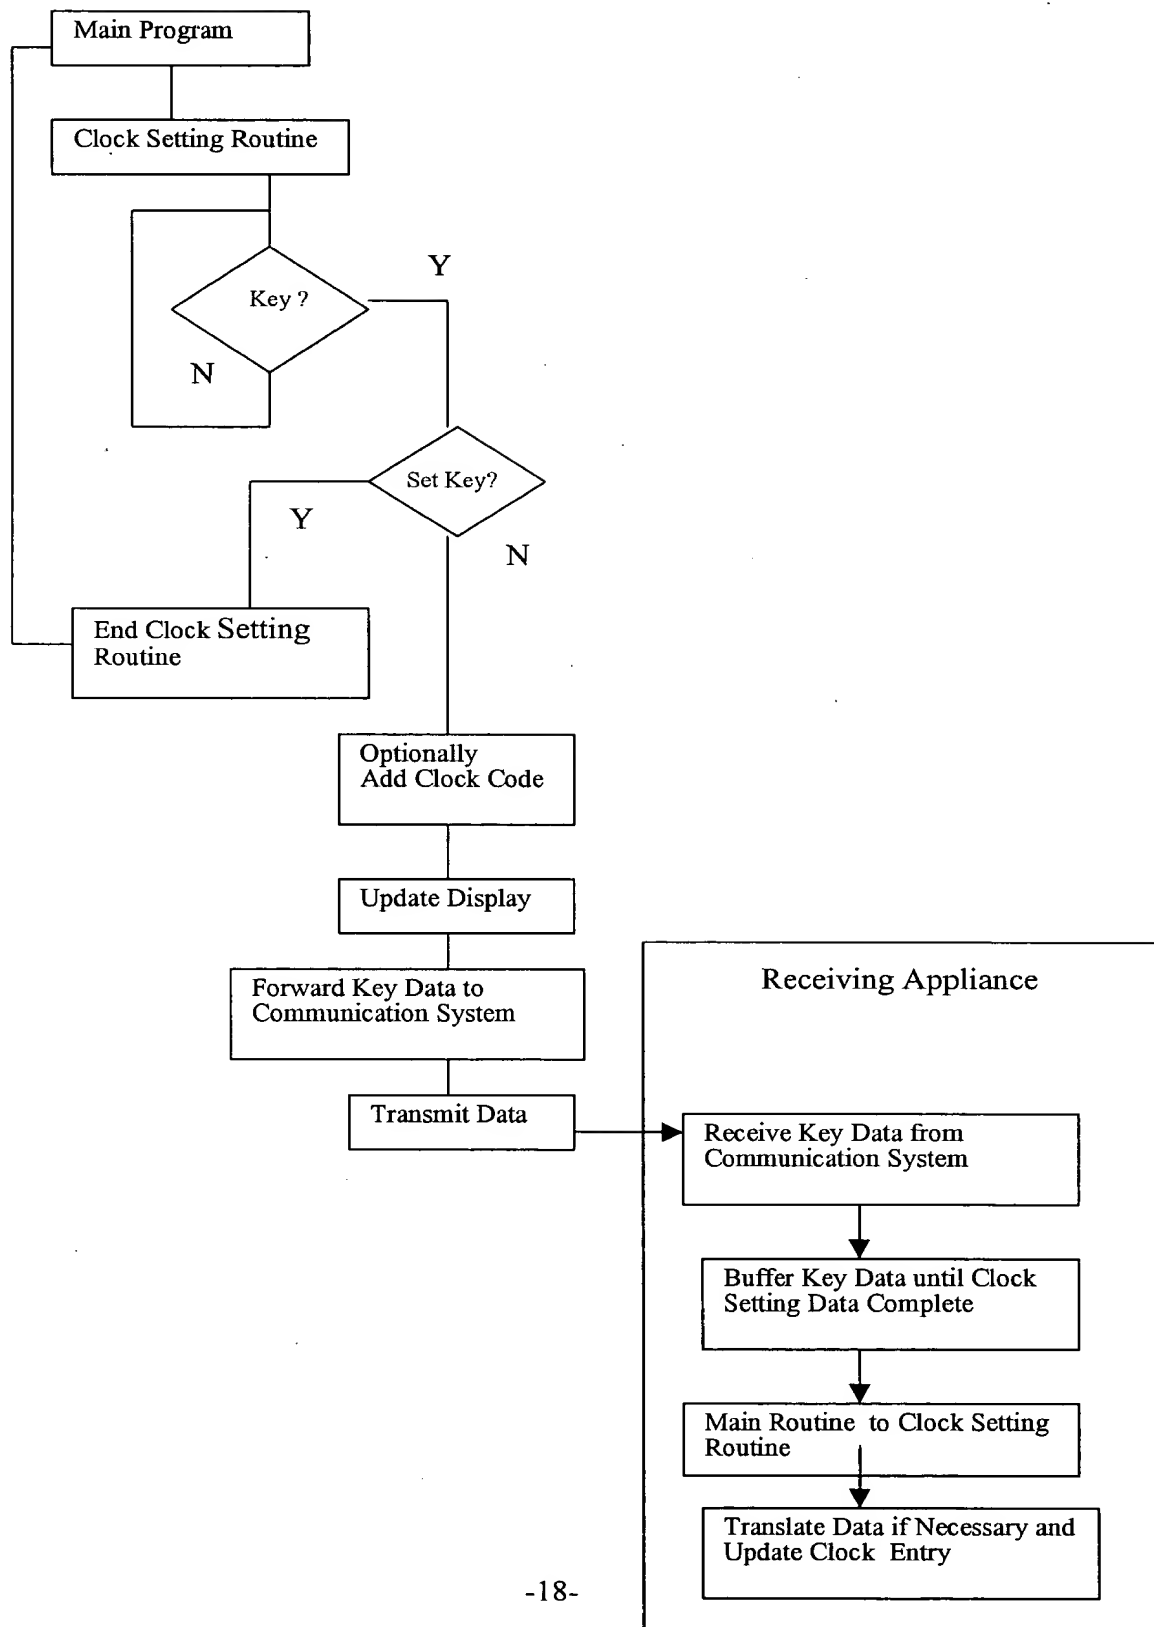 Main Program
Clock Setting Routine
Key ?
Y
N
Set Key?
Y
N
End Clock Setting
Routine
Optionally
Add Clock Code
Update Display
Forward Key Data to
Communication System
Transmit Data
Receiving Appliance
Receive Key Data from
Communication System
Buffer Key Data until Clock
Setting Data Complete
Main Routine to Clock Setting
Routine
Translate Data if Necessary and
Update Clock Entry
-18-